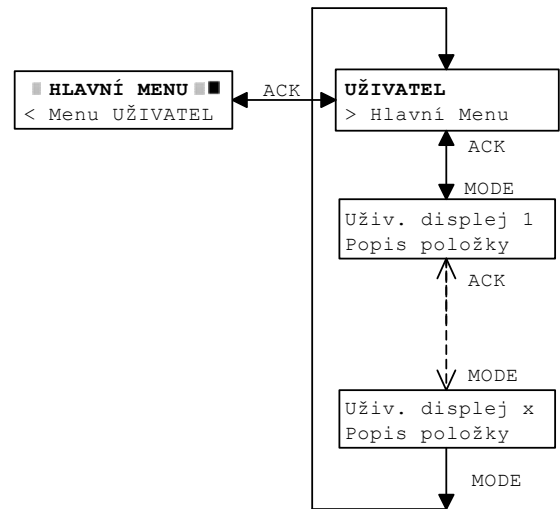 HLAVNÍ MENU
< Menu UŽIVATEL
ACK
UŽIVATEL
> Hlavní Menu
ACK
MODE
Uživ. displej 1
Popis položky
ACK
MODE
Uživ. displej x
Popis položky
MODE